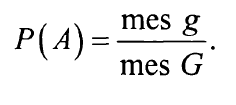 P(A) = mes g / mes G.